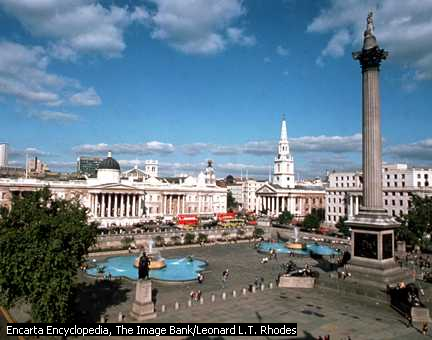 Encarta Encyclopedia, The Image Bank/Leonard L.T. Rhodes